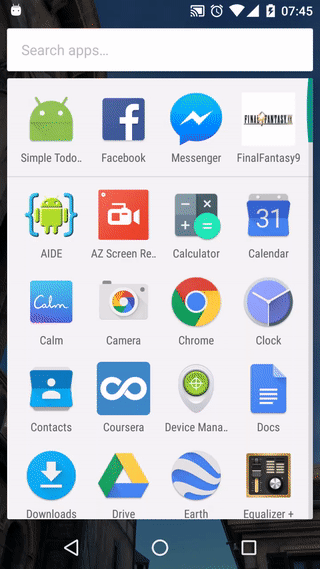 07:45
Search apps…
Simple Todo..
Facebook
Messenger
FINAL FANTASY IX
FinalFantasy9
AIDE
AZ Screen Re..
Calculator
31
Calendar
Calm
Calm
Camera
Chrome
Clock
Contacts
Coursera
Device Mana..
Docs
Downloads
Drive
Earth
Equalizer +